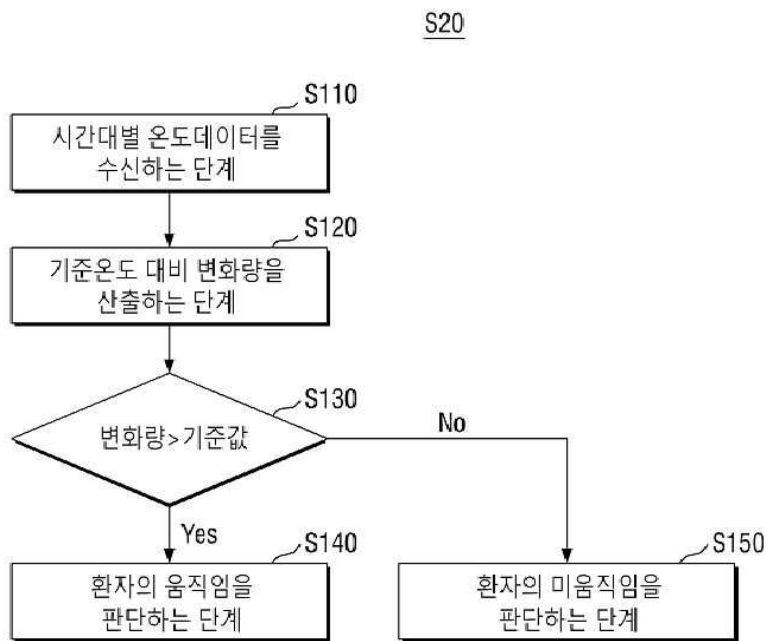 S20
S110
시간대별 온도데이터를
수신하는 단계
S120
기준온도 대비 변화량을
산출하는 단계
S130
변화량>기준값
No
Yes
S140
환자의 움직임을
판단하는 단계
S150
환자의 미움직임을
판단하는 단계